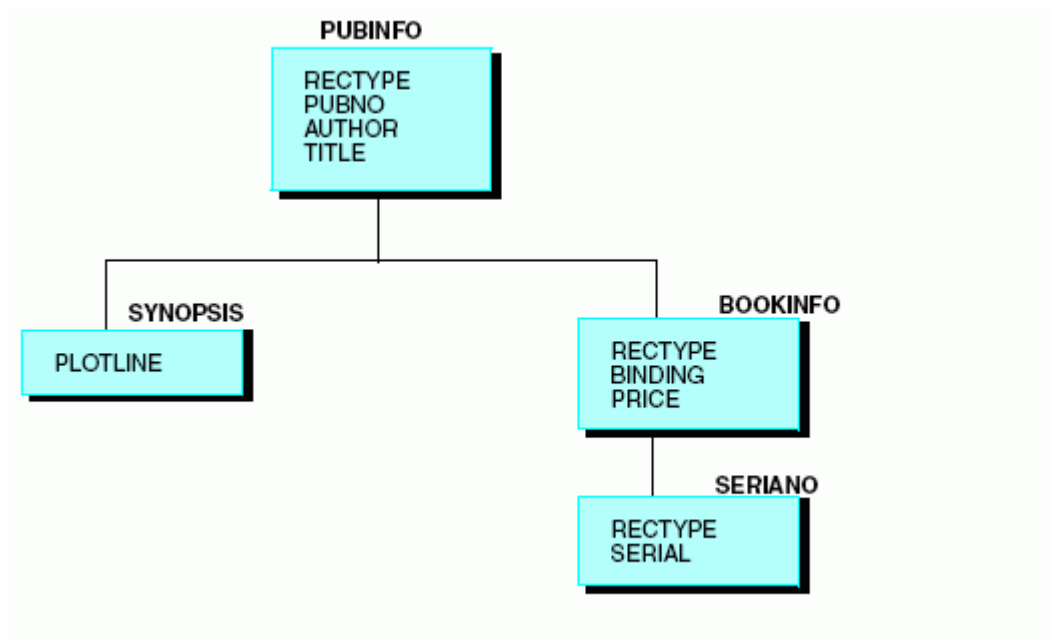 PUBINFO
RECTYPE
PUBNO
AUTHOR
TITLE
SYNOPSIS
PLOTLINE
BOOKINFO
RECTYPE
BINDING
PRICE
SERIANO
RECTYPE
SERIAL